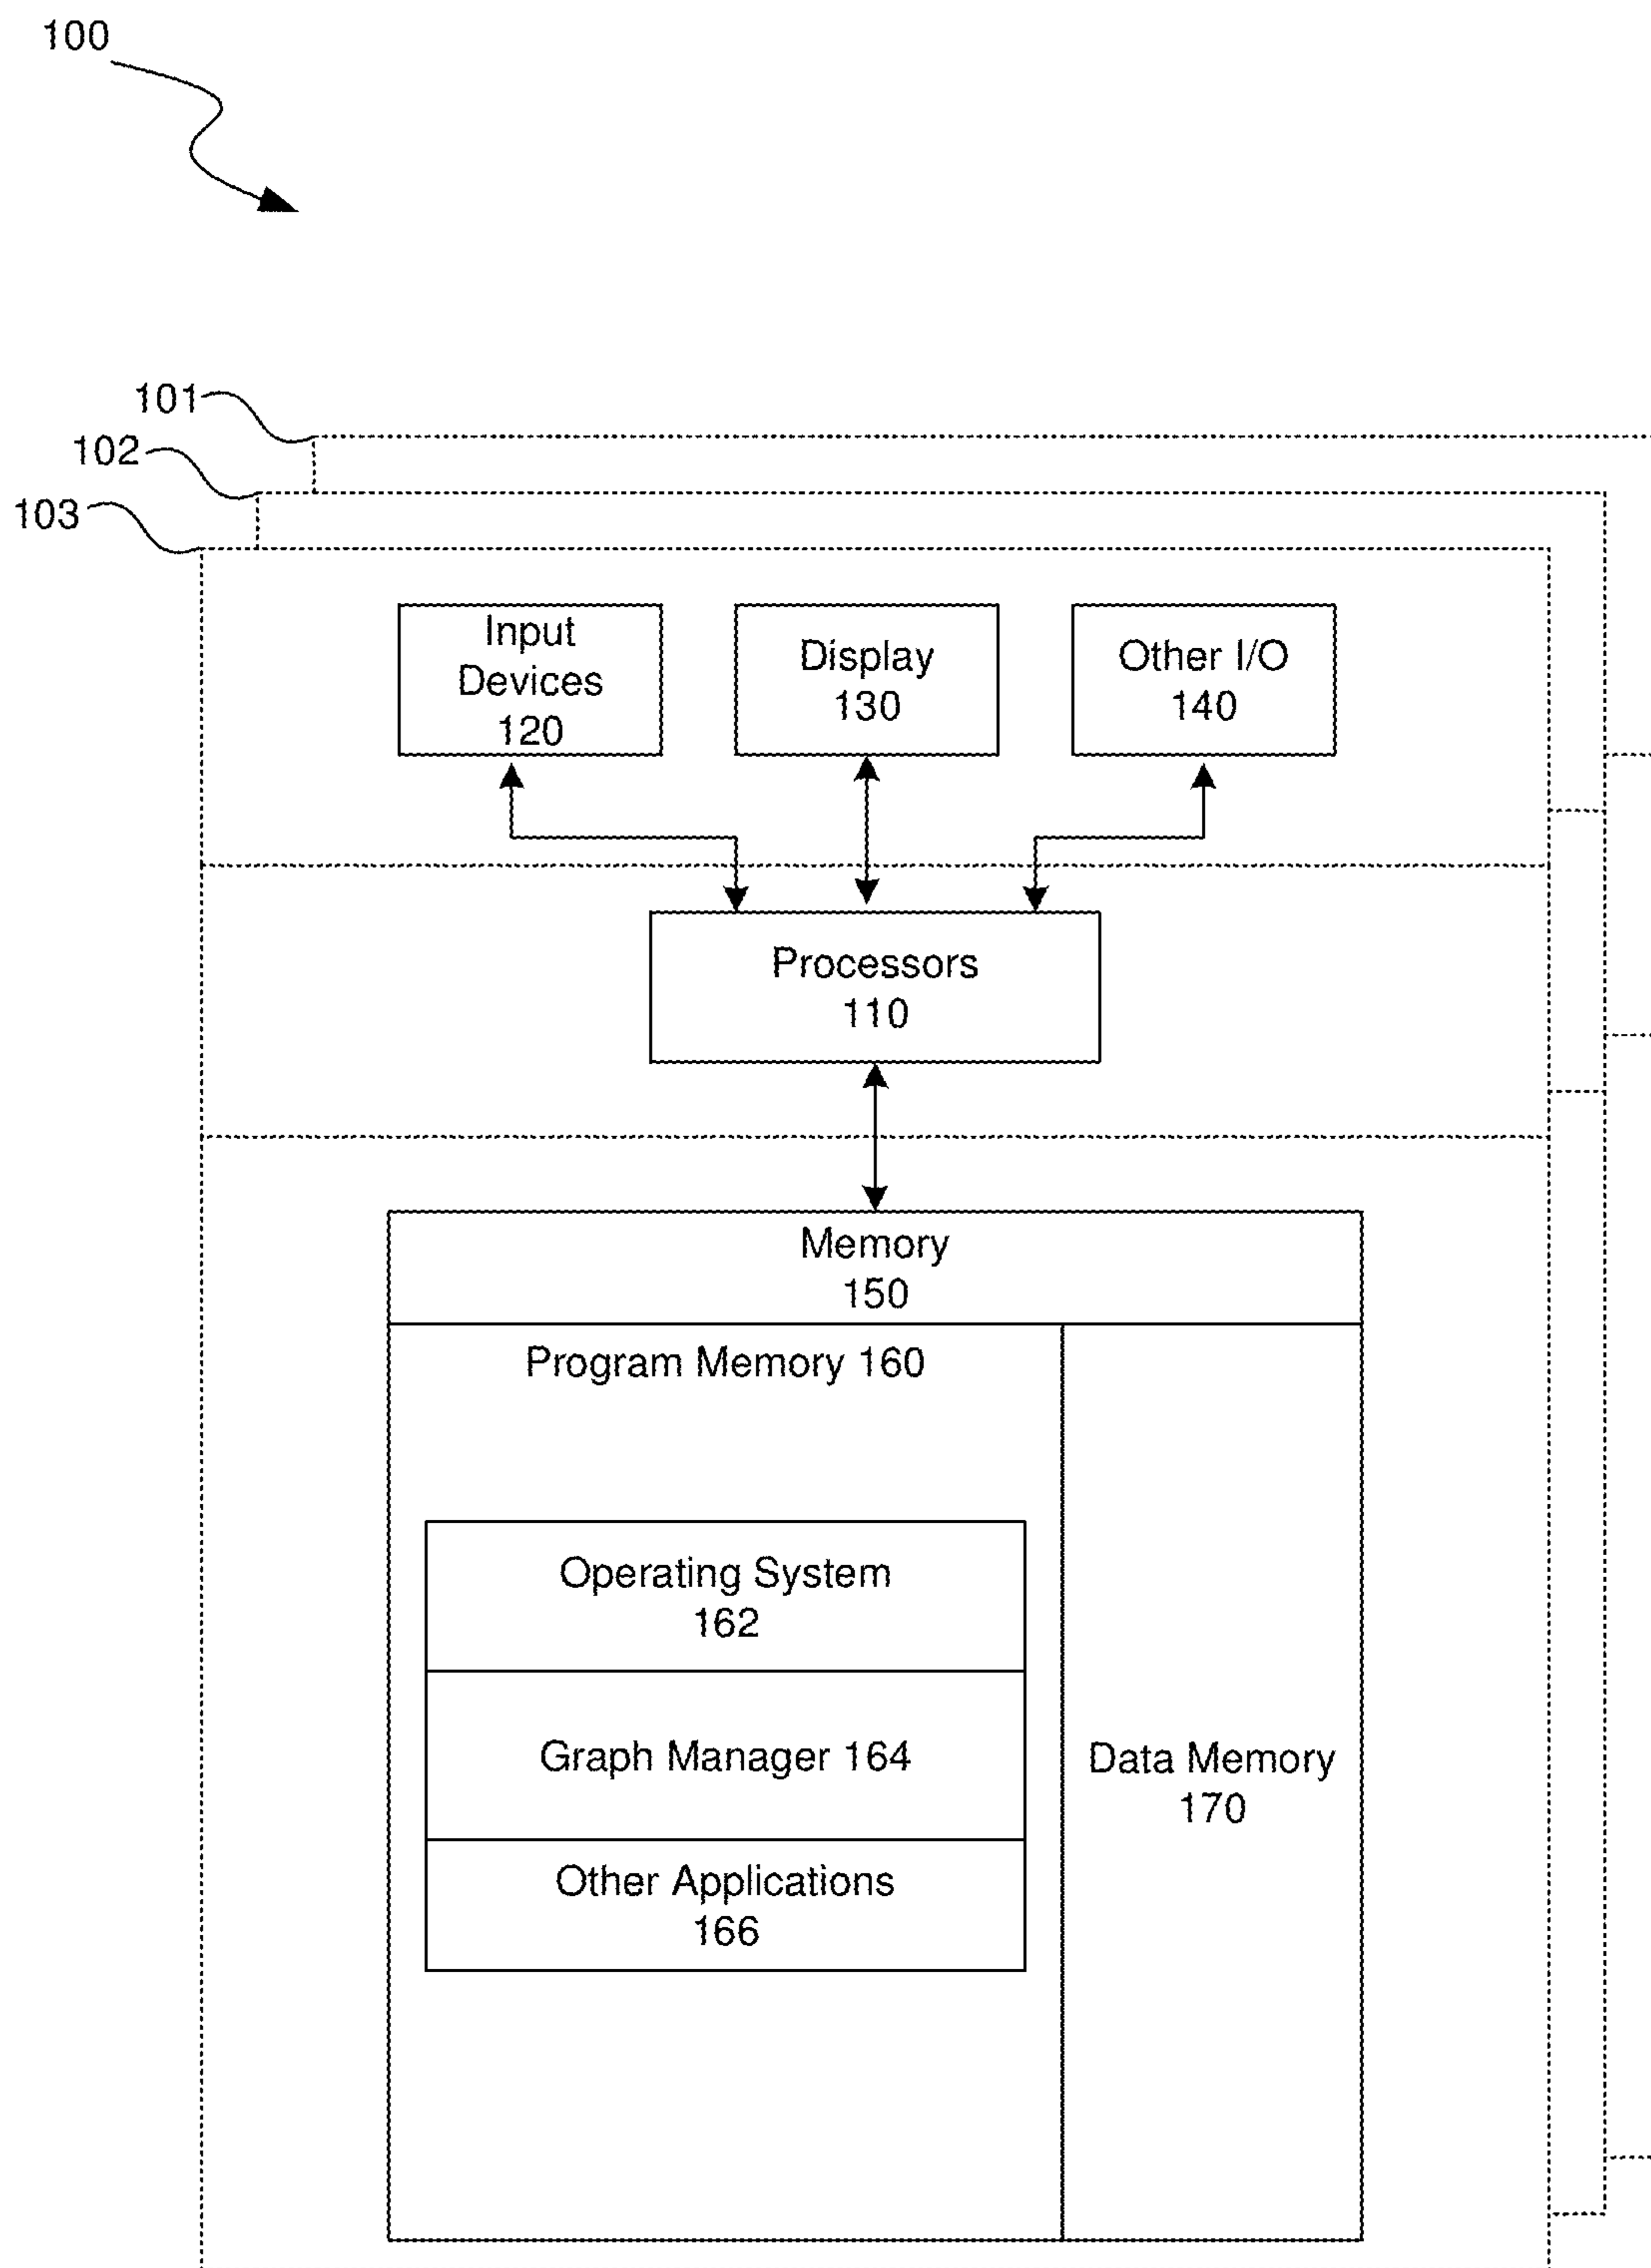 100
101
102
103
Input
Devices
120
Display
130
Other I/O
140
Processors
110
Memory
150
Program Memory 160
Operating System
162
Graph Manager 164
Other Applications
166
Data Memory
170